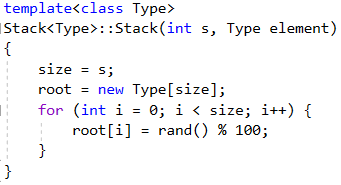 template<class Type>
Stack<Type>::Stack(int s, Type element)
{
    size = s;
    root = new Type[size];
    for (int i = 0; i < size; i++) {
        root[i] = rand() % 100;
    }
}